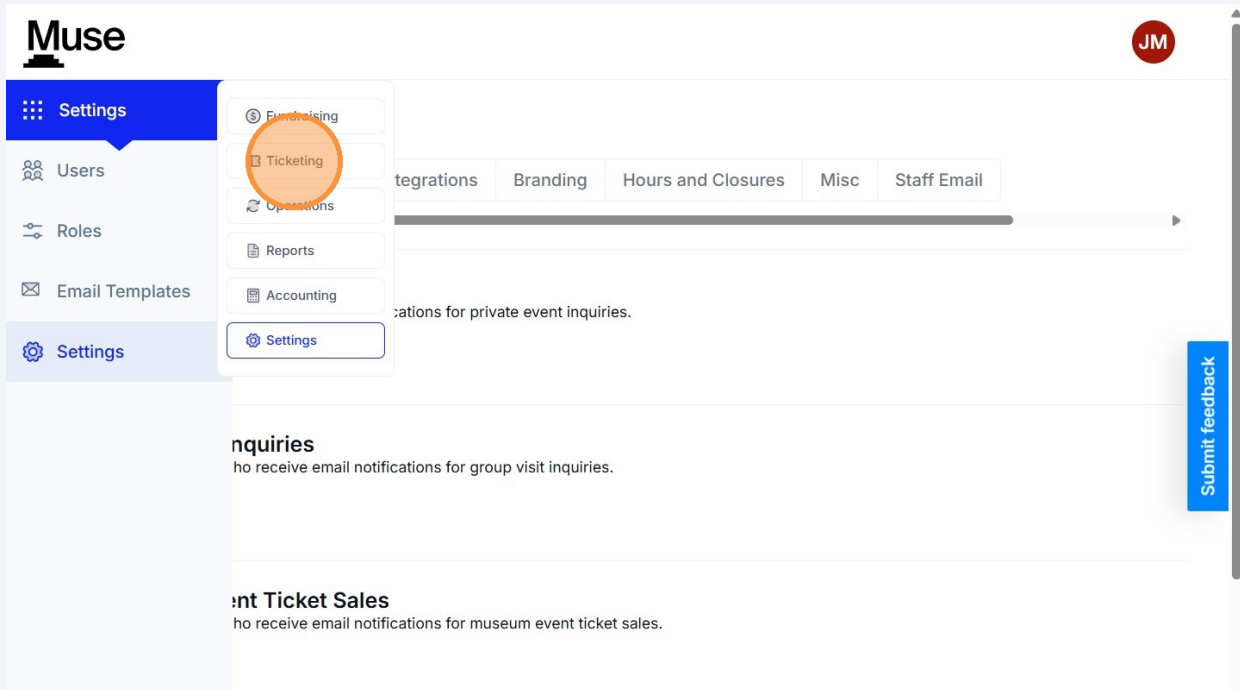 Muse
JM
Settings
Users
Roles
Email Templates
Settings
Fundraising
Ticketing
Operations
Reports
Accounting
Settings
tegrations
Branding
Hours and Closures
Misc
Staff Email
cations for private event inquiries.
nquiries
ho receive email notifications for group visit inquiries.
ent Ticket Sales
ho receive email notifications for museum event ticket sales.
Submit feedback